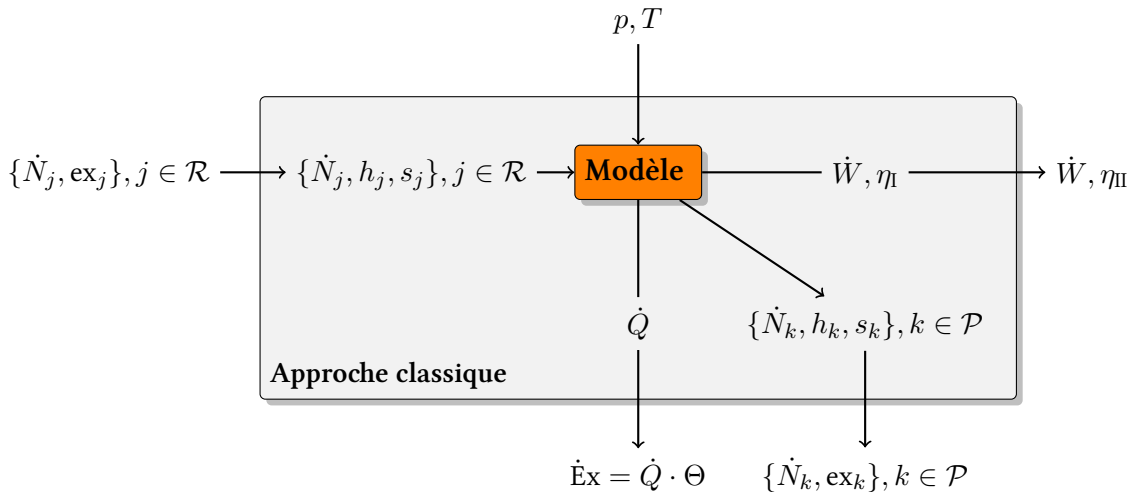 p, T
{Ṅ_j, ex_j}, j ∈ ℛ
{Ṅ_j, h_j, s_j}, j ∈ ℛ
Modèle
Ẇ, η_I
Ẇ, η_II
Q̇
{Ṅ_k, h_k, s_k}, k ∈ 𝒫
Approche classique
Ėx = Q̇ · Θ
{Ṅ_k, ex_k}, k ∈ 𝒫